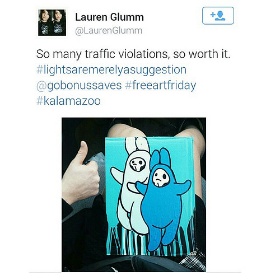 Lauren Glumm
@LaurenGlumm
So many traffic violations, so worth it.
#lightsaremerelyasuggestion
@gobonussaves #freeartfriday
#kalamazoo